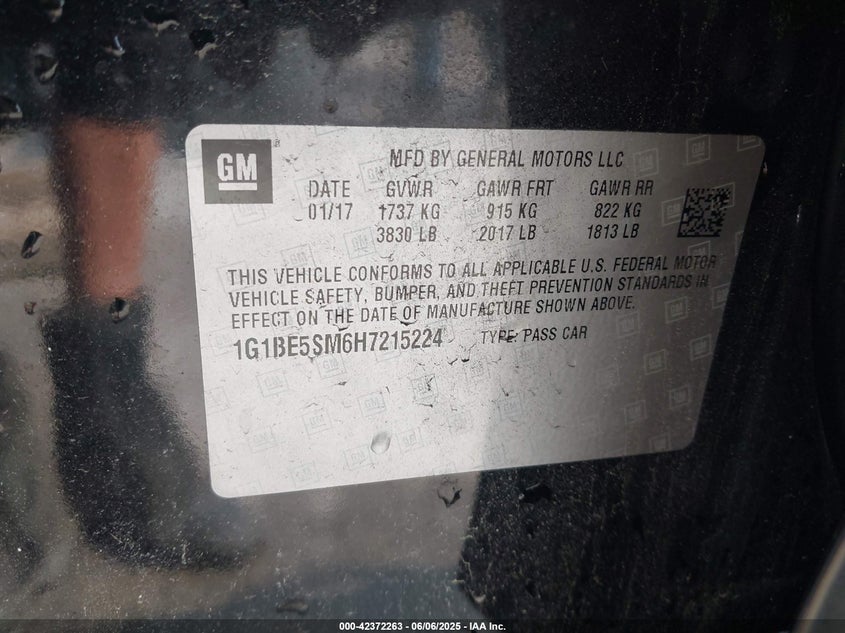 GM
MFD BY GENERAL MOTORS LLC
DATE GVWR GAWR FRT GAWR RR
01/17 1737 KG 915 KG 822 KG
3830 LB 2017 LB 1813 LB
THIS VEHICLE CONFORMS TO ALL APPLICABLE U.S. FEDERAL MOTOR
VEHICLE SAFETY, BUMPER, AND THEFT PREVENTION STANDARDS IN
EFFECT ON THE DATE OF MANUFACTURE SHOWN ABOVE.
1G1BE5SM6H7215224 TYPE: PASS CAR
000-42372263 - 06/06/2025 - IAA Inc.